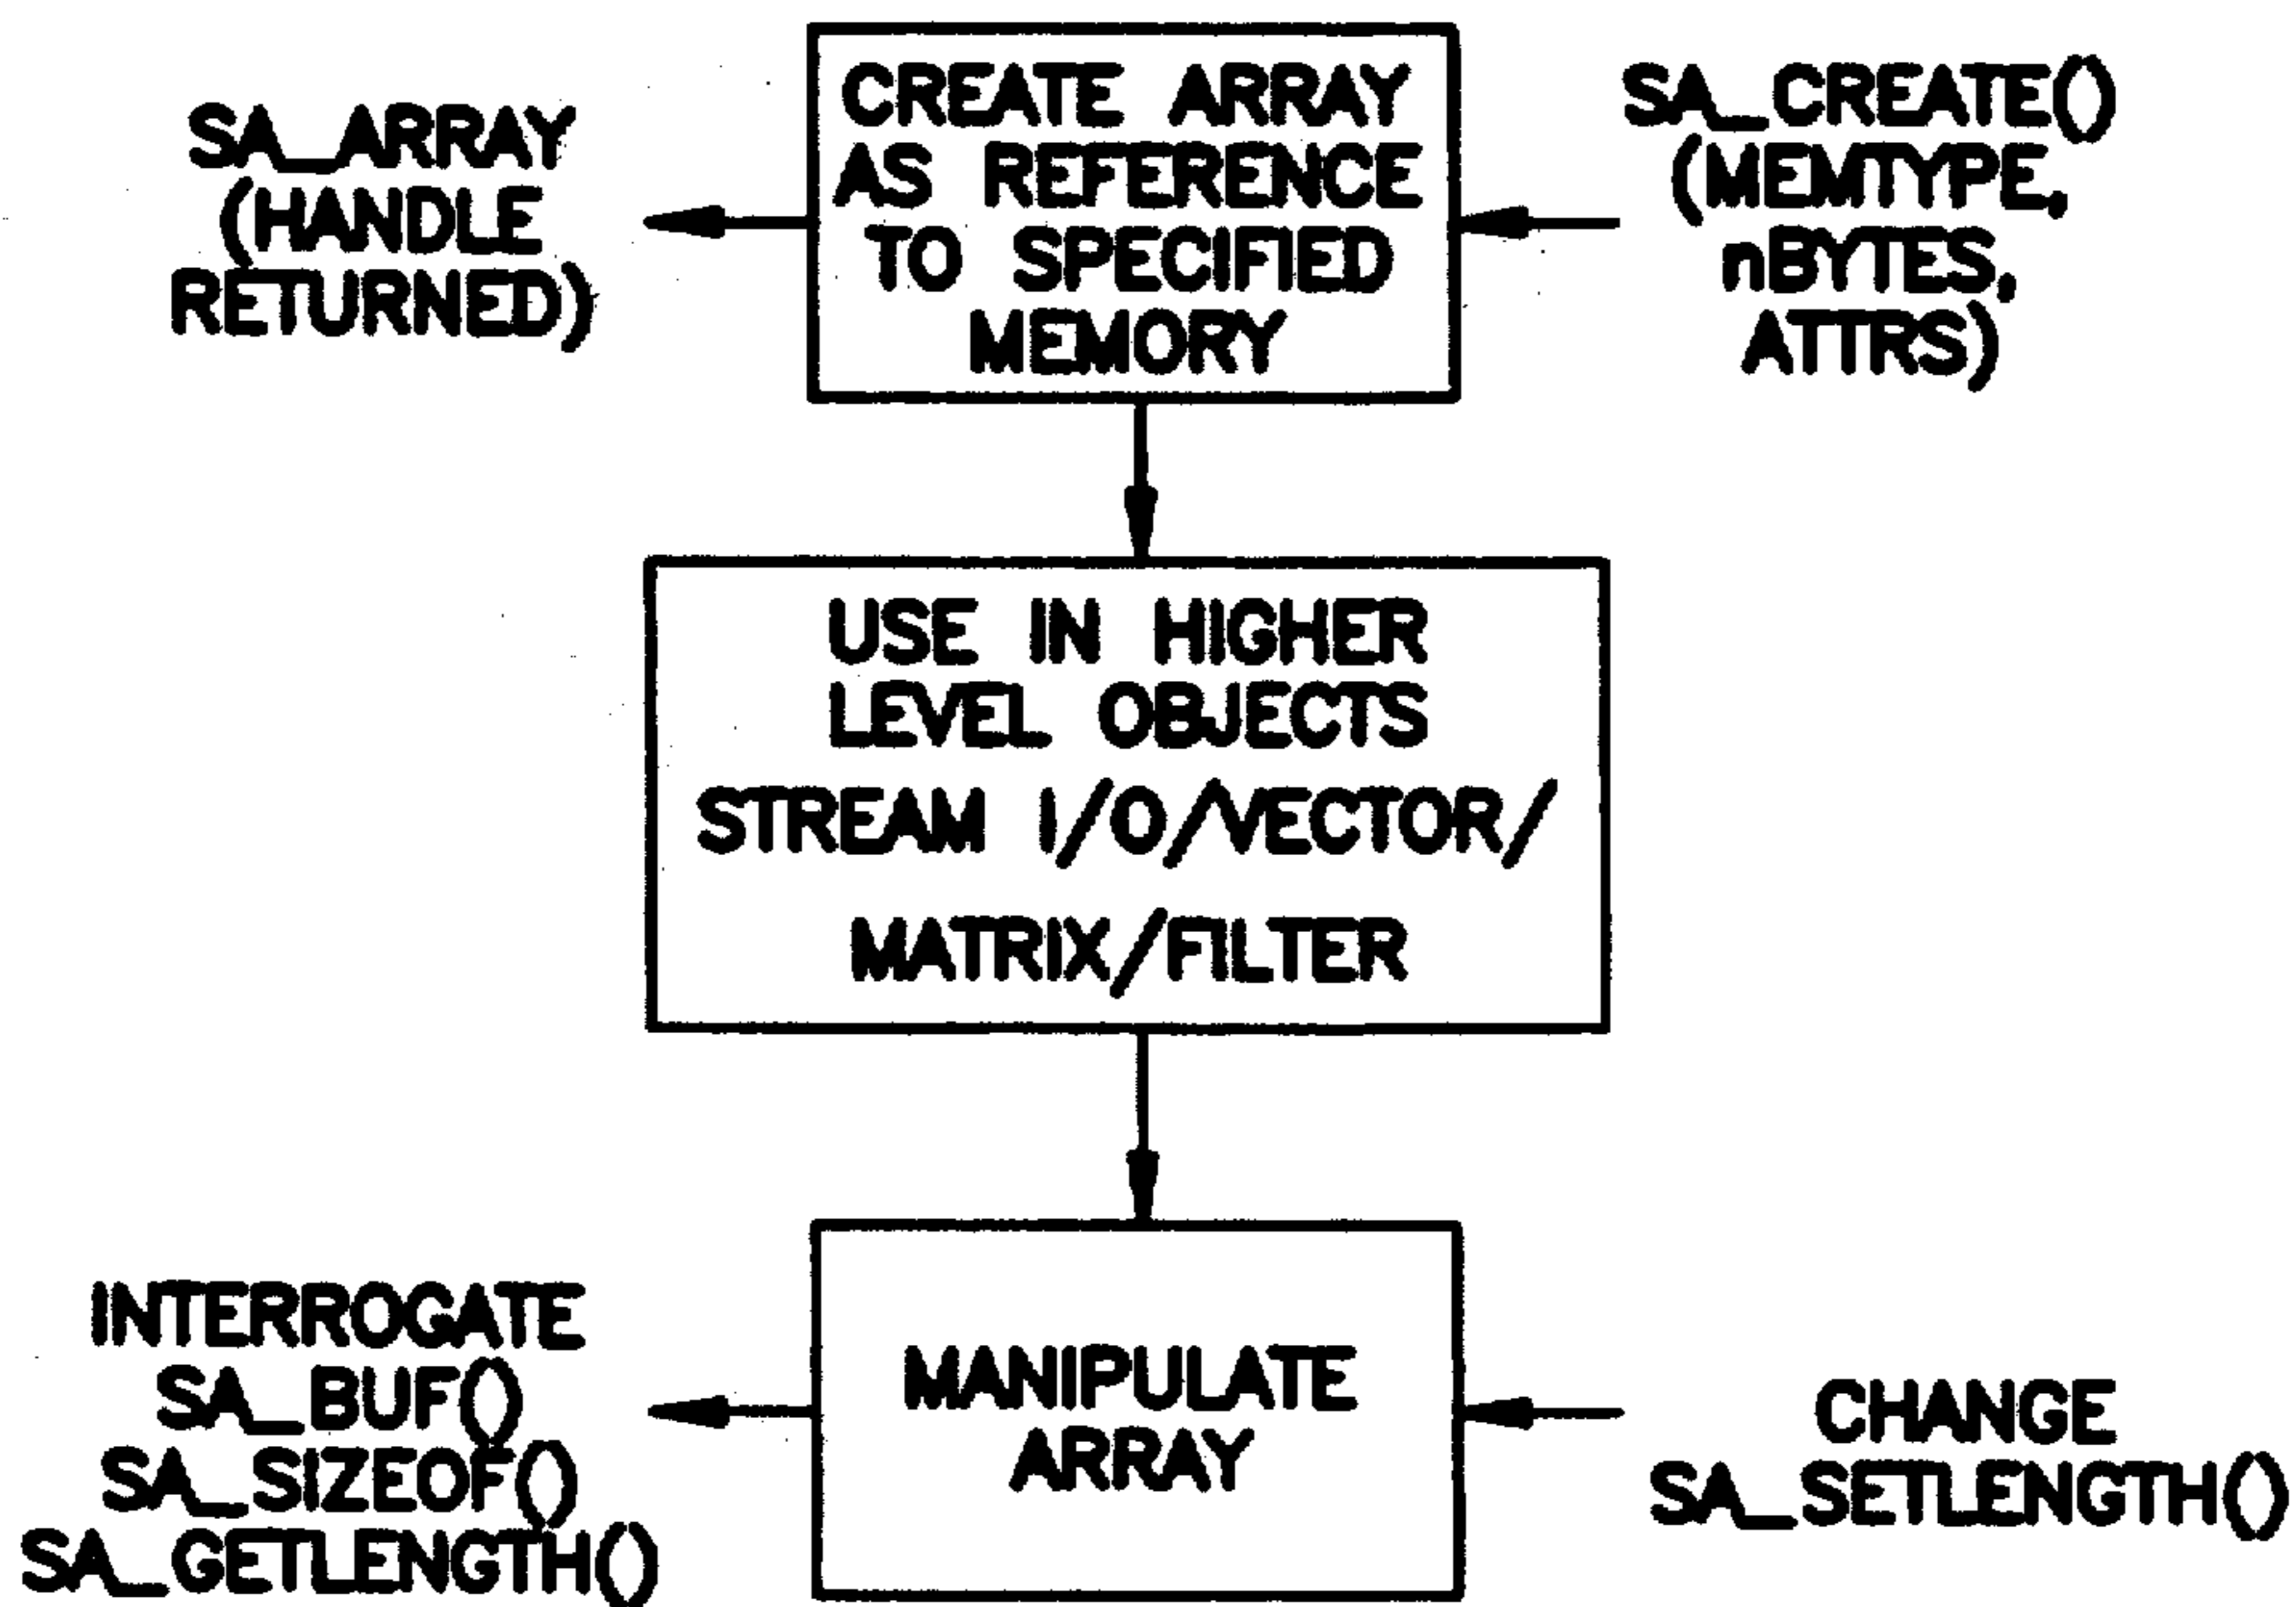 SA_ARRAY
(HANDLE
RETURNED)
CREATE ARRAY
AS REFERENCE
TO SPECIFIED
MEMORY
SA_CREATE()
(MEMTYPE,
nBYTES,
ATTRS)
USE IN HIGHER
LEVEL OBJECTS
STREAM I/O/VECTOR/
MATRIX/FILTER
INTERROGATE
SA_BUF()
SA_SIZEOF()
SA_GETLENGTH()
MANIPULATE
ARRAY
CHANGE
SA_SETLENGTH()